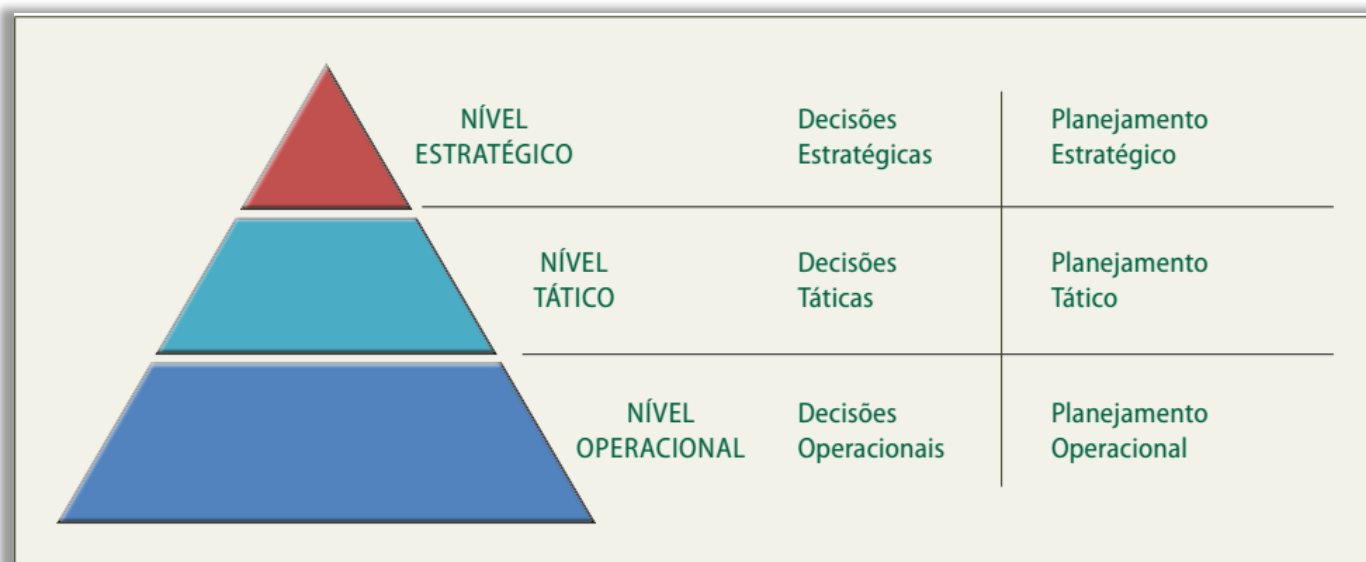 NÍVEL
ESTRATÉGICO
Decisões
Estratégicas
Planejamento
Estratégico
NÍVEL
TÁTICO
Decisões
Táticas
Planejamento
Tático
NÍVEL
OPERACIONAL
Decisões
Operacionais
Planejamento
Operacional